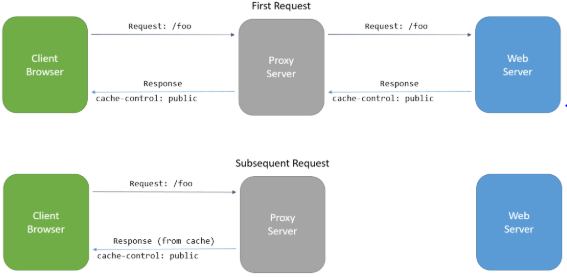 First Request
Request: /foo
Request: /foo
Client
Browser
Proxy
Server
Web
Server
Response
cache-control: public
Response
cache-control: public
Subsequent Request
Request: /foo
Client
Browser
Proxy
Server
Web
Server
Response (from cache)
cache-control: public